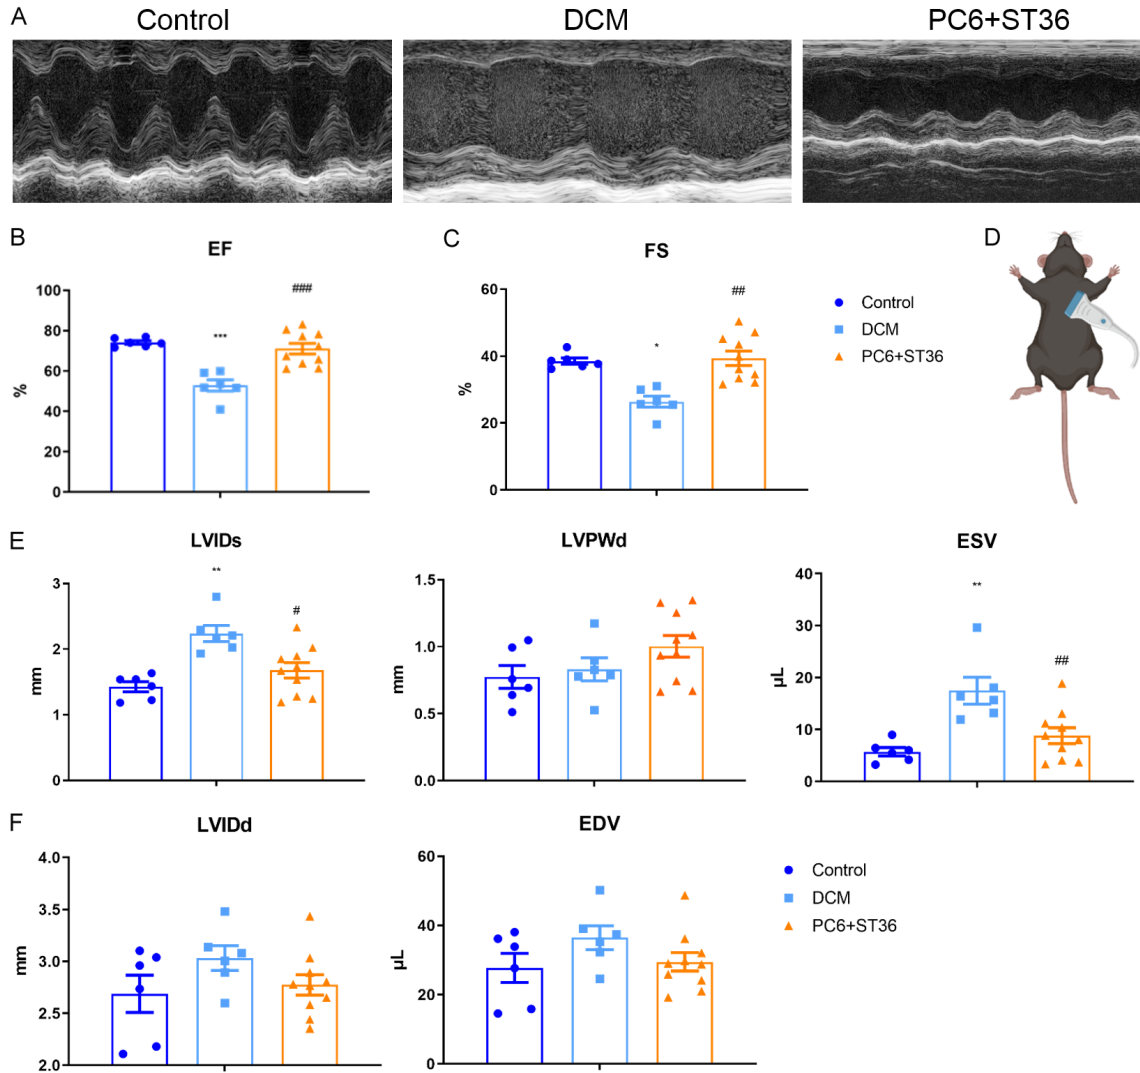 A
Control
DCM
PC6+ST36
B
EF
%
100
80
60
40
20
0
***
###
C
FS
%
60
40
20
0
*
##
Control
DCM
PC6+ST36
D
E
LVIDs
mm
3
2
1
0
**
#
LVPWd
mm
1.5
1.0
0.5
0.0
ESV
µL
40
30
20
10
0
**
##
F
LVIDd
mm
4.0
3.5
3.0
2.5
2.0
EDV
µL
60
40
20
0
Control
DCM
PC6+ST36